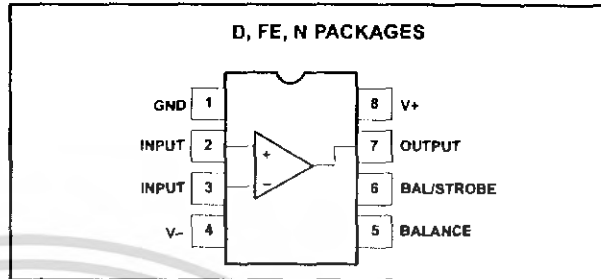 D, FE, N PACKAGES
GND 1 8 V+
INPUT 2 + 7 OUTPUT
INPUT 3 − 6 BAL/STROBE
V− 4 5 BALANCE